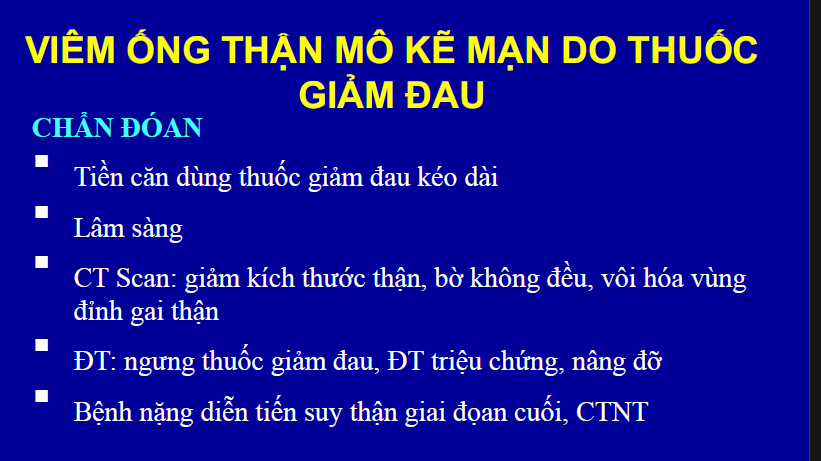 VIÊM ỐNG THẬN MÔ KẼ MẠN DO THUỐC
GIẢM ĐAU
CHẨN ĐÓAN
Tiền căn dùng thuốc giảm đau kéo dài
Lâm sàng
CT Scan: giảm kích thước thận, bờ không đều, vôi hóa vùng
đỉnh gai thận
ĐT: ngưng thuốc giảm đau, ĐT triệu chứng, nâng đỡ
Bệnh nặng diễn tiến suy thận giai đọan cuối, CTNT